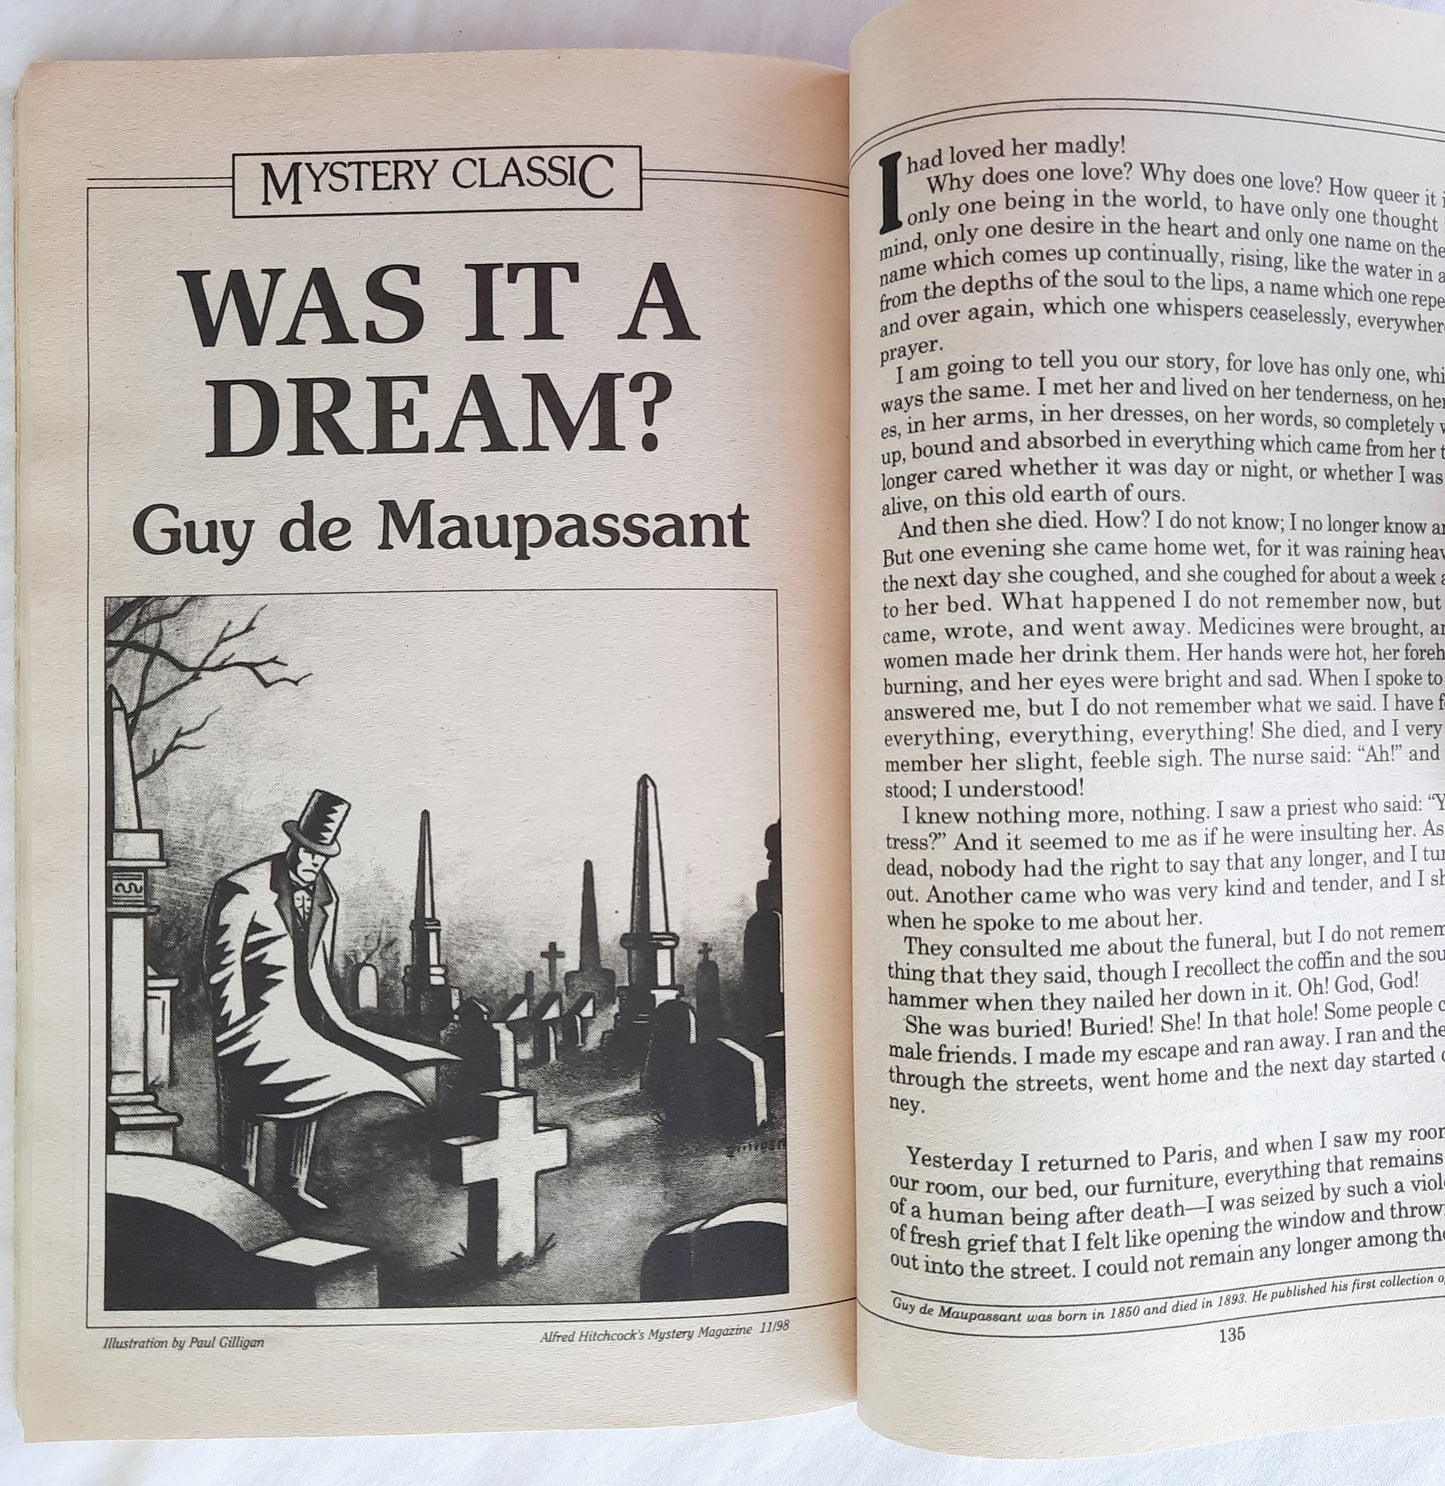 MYSTERY CLASSIC
WAS IT A
DREAM?
Guy de Maupassant
Illustration by Paul Gilligan
Alfred Hitchcock's Mystery Magazine 11/98
I had loved her madly!
Why does one love? Why does one love? How queer it i
only one being in the world, to have only one thought
mind, only one desire in the heart and only one name on the
name which comes up continually, rising, like the water in a
from the depths of the soul to the lips, a name which one repe
and over again, which one whispers ceaselessly, everywher
prayer.
I am going to tell you our story, for love has only one, whi
ways the same. I met her and lived on her tenderness, on her
es, in her arms, in her dresses, on her words, so completely w
up, bound and absorbed in everything which came from her t
longer cared whether it was day or night, or whether I was
alive, on this old earth of ours.
And then she died. How? I do not know; I no longer know an
But one evening she came home wet, for it was raining heav
the next day she coughed, and she coughed for about a week a
to her bed. What happened I do not remember now, but
came, wrote, and went away. Medicines were brought, an
women made her drink them. Her hands were hot, her foreh
burning, and her eyes were bright and sad. When I spoke to
answered me, but I do not remember what we said. I have f
everything, everything, everything! She died, and I very
member her slight, feeble sigh. The nurse said: “Ah!” and
stood; I understood!
I knew nothing more, nothing. I saw a priest who said: “Y
tress?” And it seemed to me as if he were insulting her. As
dead, nobody had the right to say that any longer, and I tur
out. Another came who was very kind and tender, and I sh
when he spoke to me about her.
They consulted me about the funeral, but I do not remem
thing that they said, though I recollect the coffin and the sou
hammer when they nailed her down in it. Oh! God, God!
She was buried! Buried! She! In that hole! Some people c
male friends. I made my escape and ran away. I ran and the
through the streets, went home and the next day started o
ney.
Yesterday I returned to Paris, and when I saw my room
our room, our bed, our furniture, everything that remains
of a human being after death—I was seized by such a viol
of fresh grief that I felt like opening the window and throw
out into the street. I could not remain any longer among the
Guy de Maupassant was born in 1850 and died in 1893. He published his first collection o
135